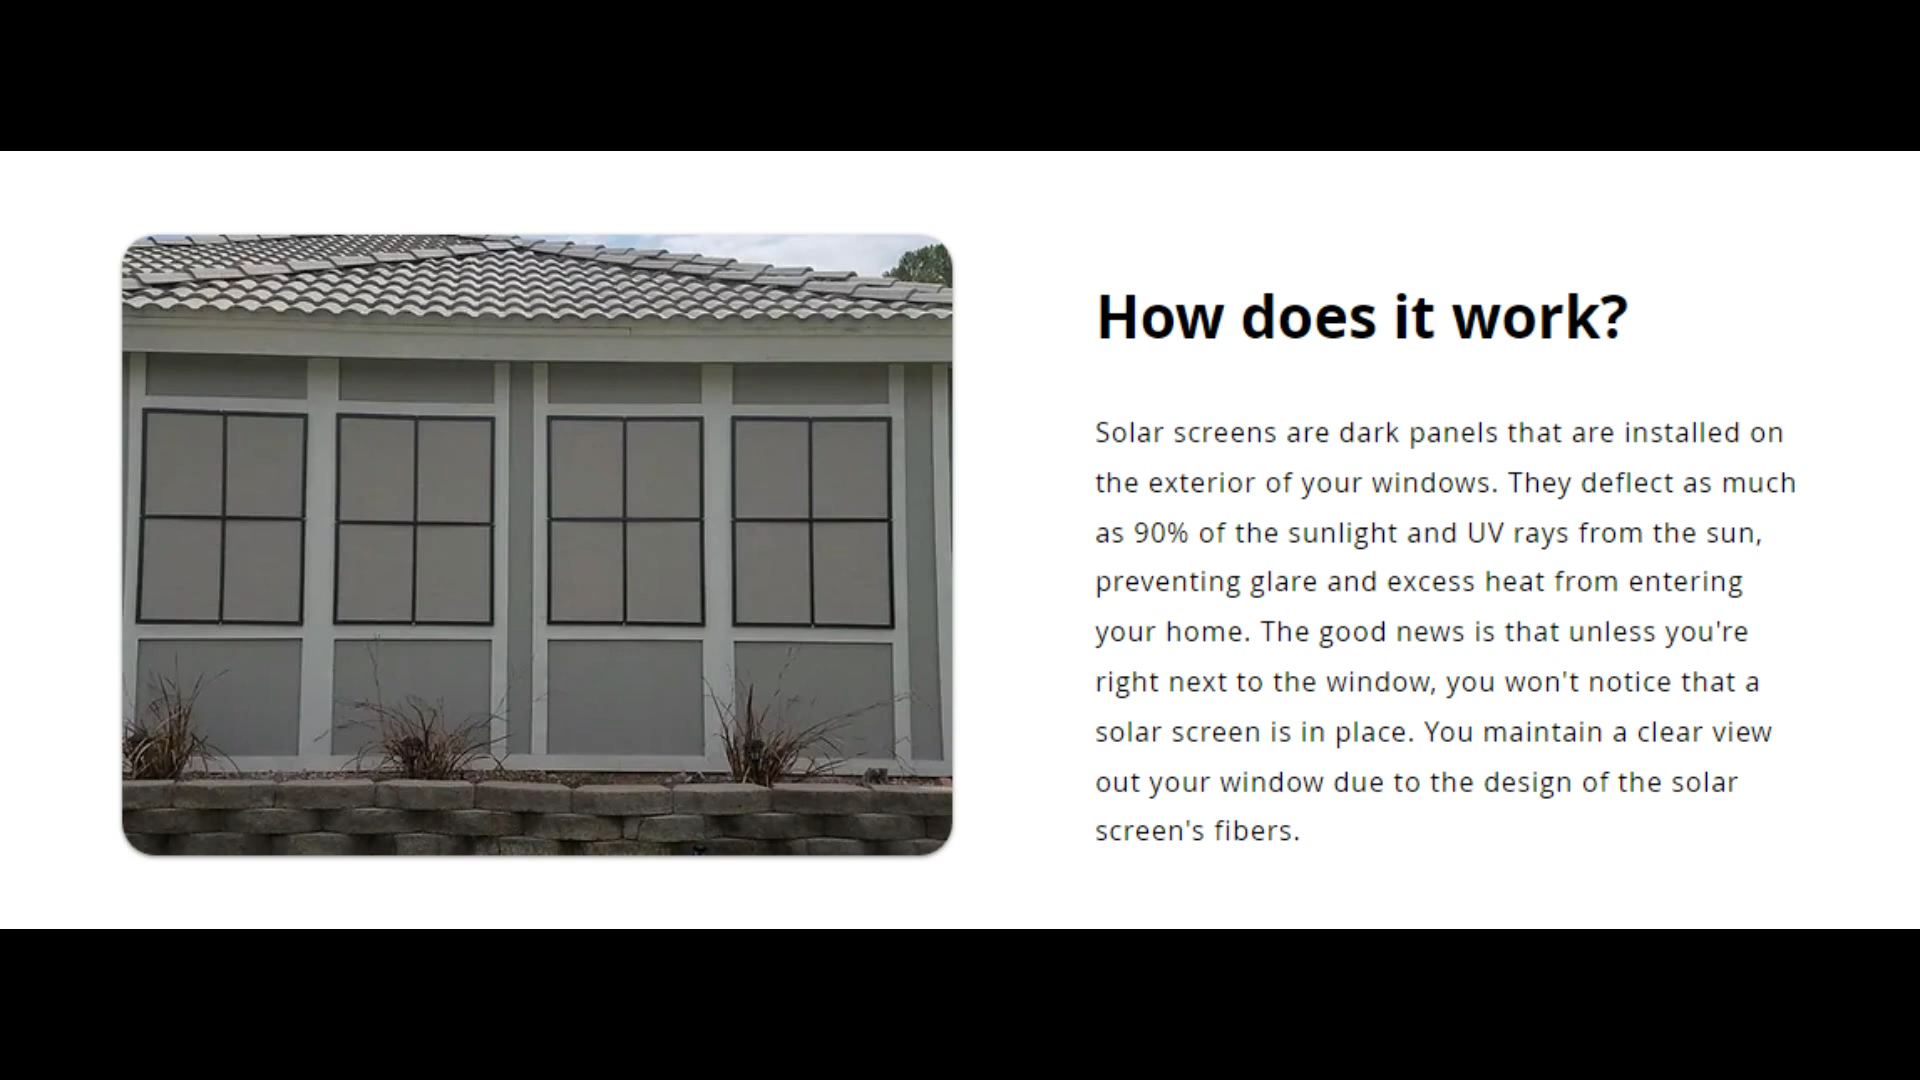 How does it work?
Solar screens are dark panels that are installed on
the exterior of your windows. They deflect as much
as 90% of the sunlight and UV rays from the sun,
preventing glare and excess heat from entering
your home. The good news is that unless you're
right next to the window, you won't notice that a
solar screen is in place. You maintain a clear view
out your window due to the design of the solar
screen's fibers.